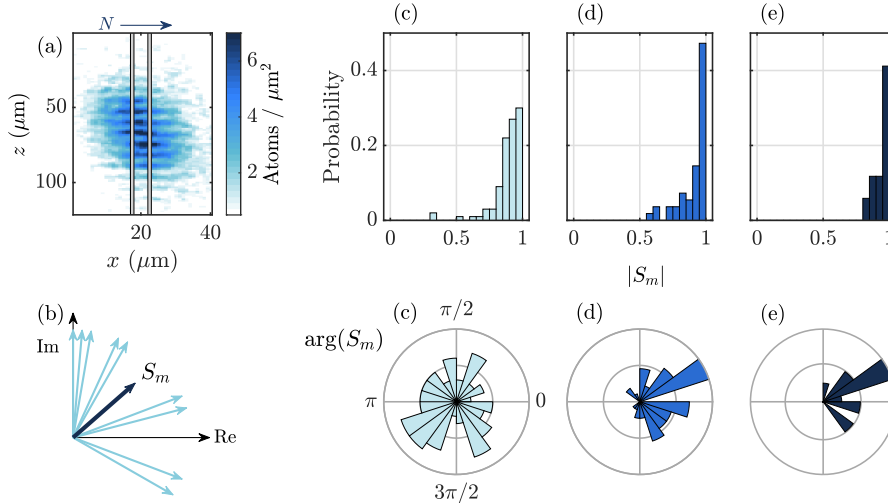 N
(a)
z (μm)
50
100
20
40
x (μm)
6
4
2
Atoms / μm²
(c)
(d)
(e)
Probability
0.4
0.2
0
0
0.5
1
0
0.5
1
0
0.5
1
|S_m|
(b)
Im
S_m
Re
(c)
(d)
(e)
arg(S_m)
π/2
π
0
3π/2